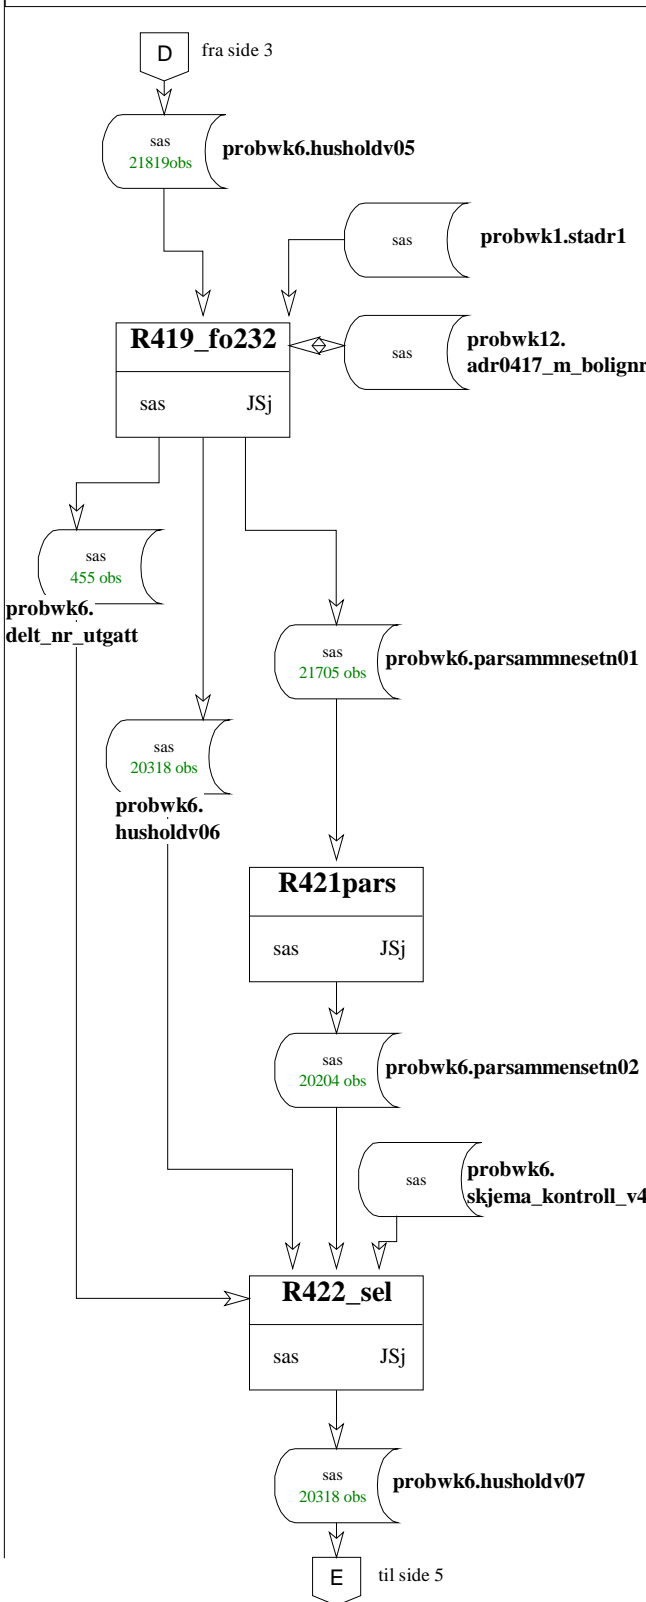 D
fra side 3
sas
21819obs
probwk6.husholdv05
sas
probwk1.stadr1
R419_fo232
sas JSj
sas
probwk12.
adr0417_m_bolignr
sas
455 obs
probwk6.
delt_nr_utgatt
sas
21705 obs
probwk6.parsammnesetn01
sas
20318 obs
probwk6.
husholdv06
R421pars
sas JSj
sas
20204 obs
probwk6.parsammensetn02
sas
probwk6.
skjema_kontroll_v4
R422_sel
sas JSj
sas
20318 obs
probwk6.husholdv07
E
til side 5